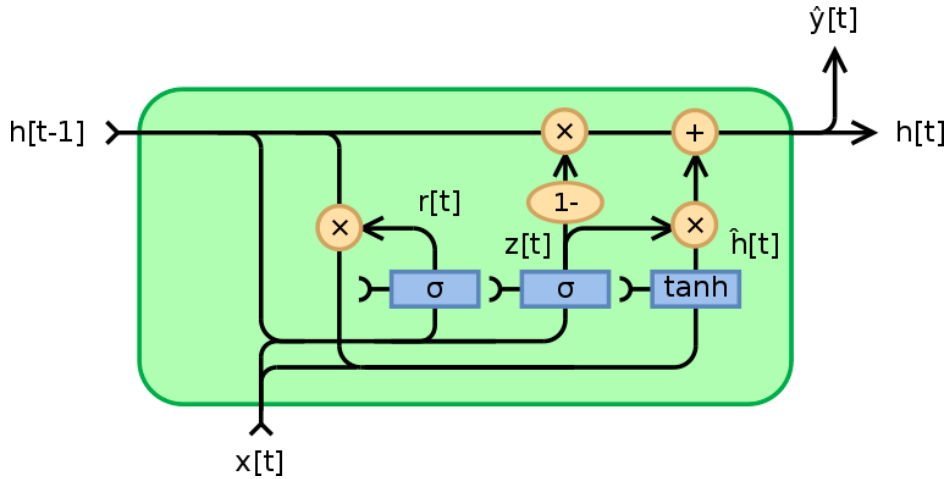 ŷ[t]
h[t-1]
×
+
h[t]
r[t]
1-
×
z[t]
×
ĥ[t]
σ
σ
tanh
x[t]